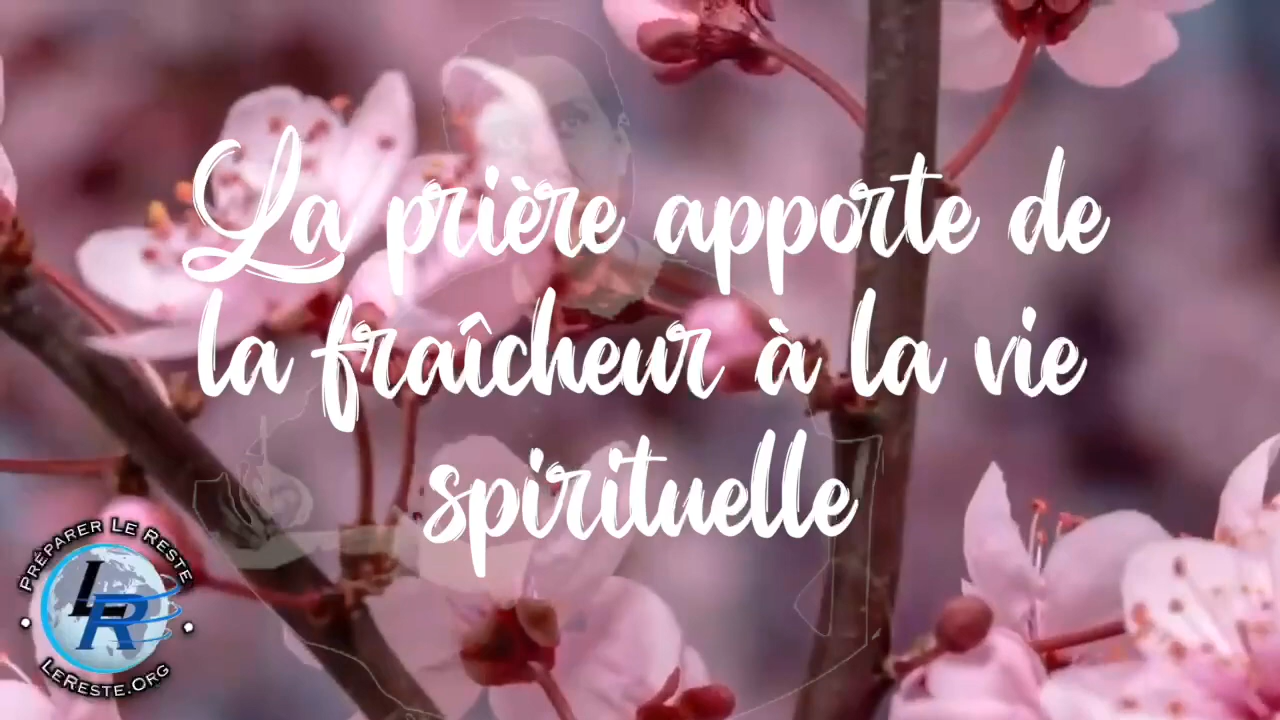 La prière apporte de
la fraîcheur à la vie
spirituelle
PRÉPARER LE RESTE
LR
LERESTE.ORG